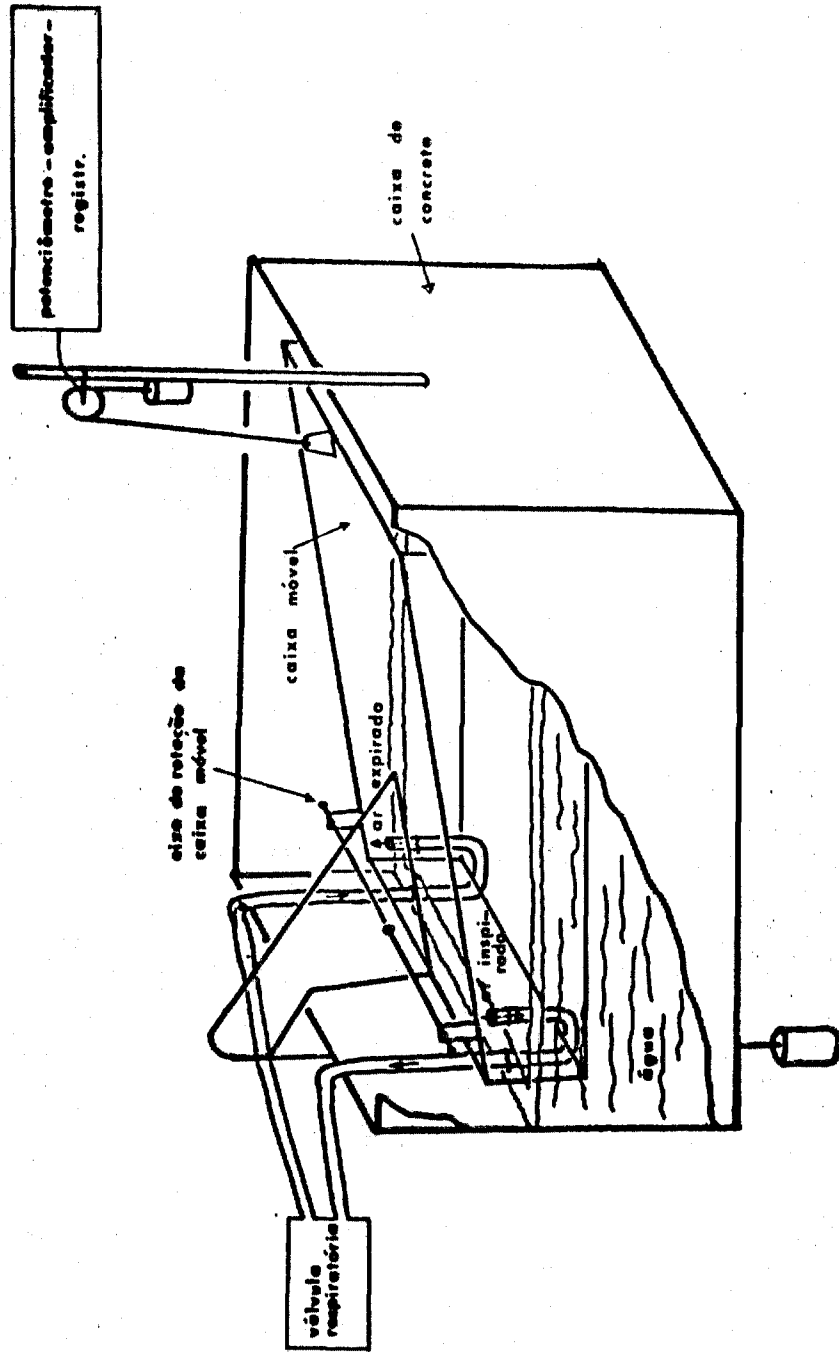 potenciômetro-amplificador-
registr.
caixa de
concreto
caixa móvel
eixo de rotação da
caixa móvel
ar expirado
ar inspi-
rado
água
válvula
respiratória